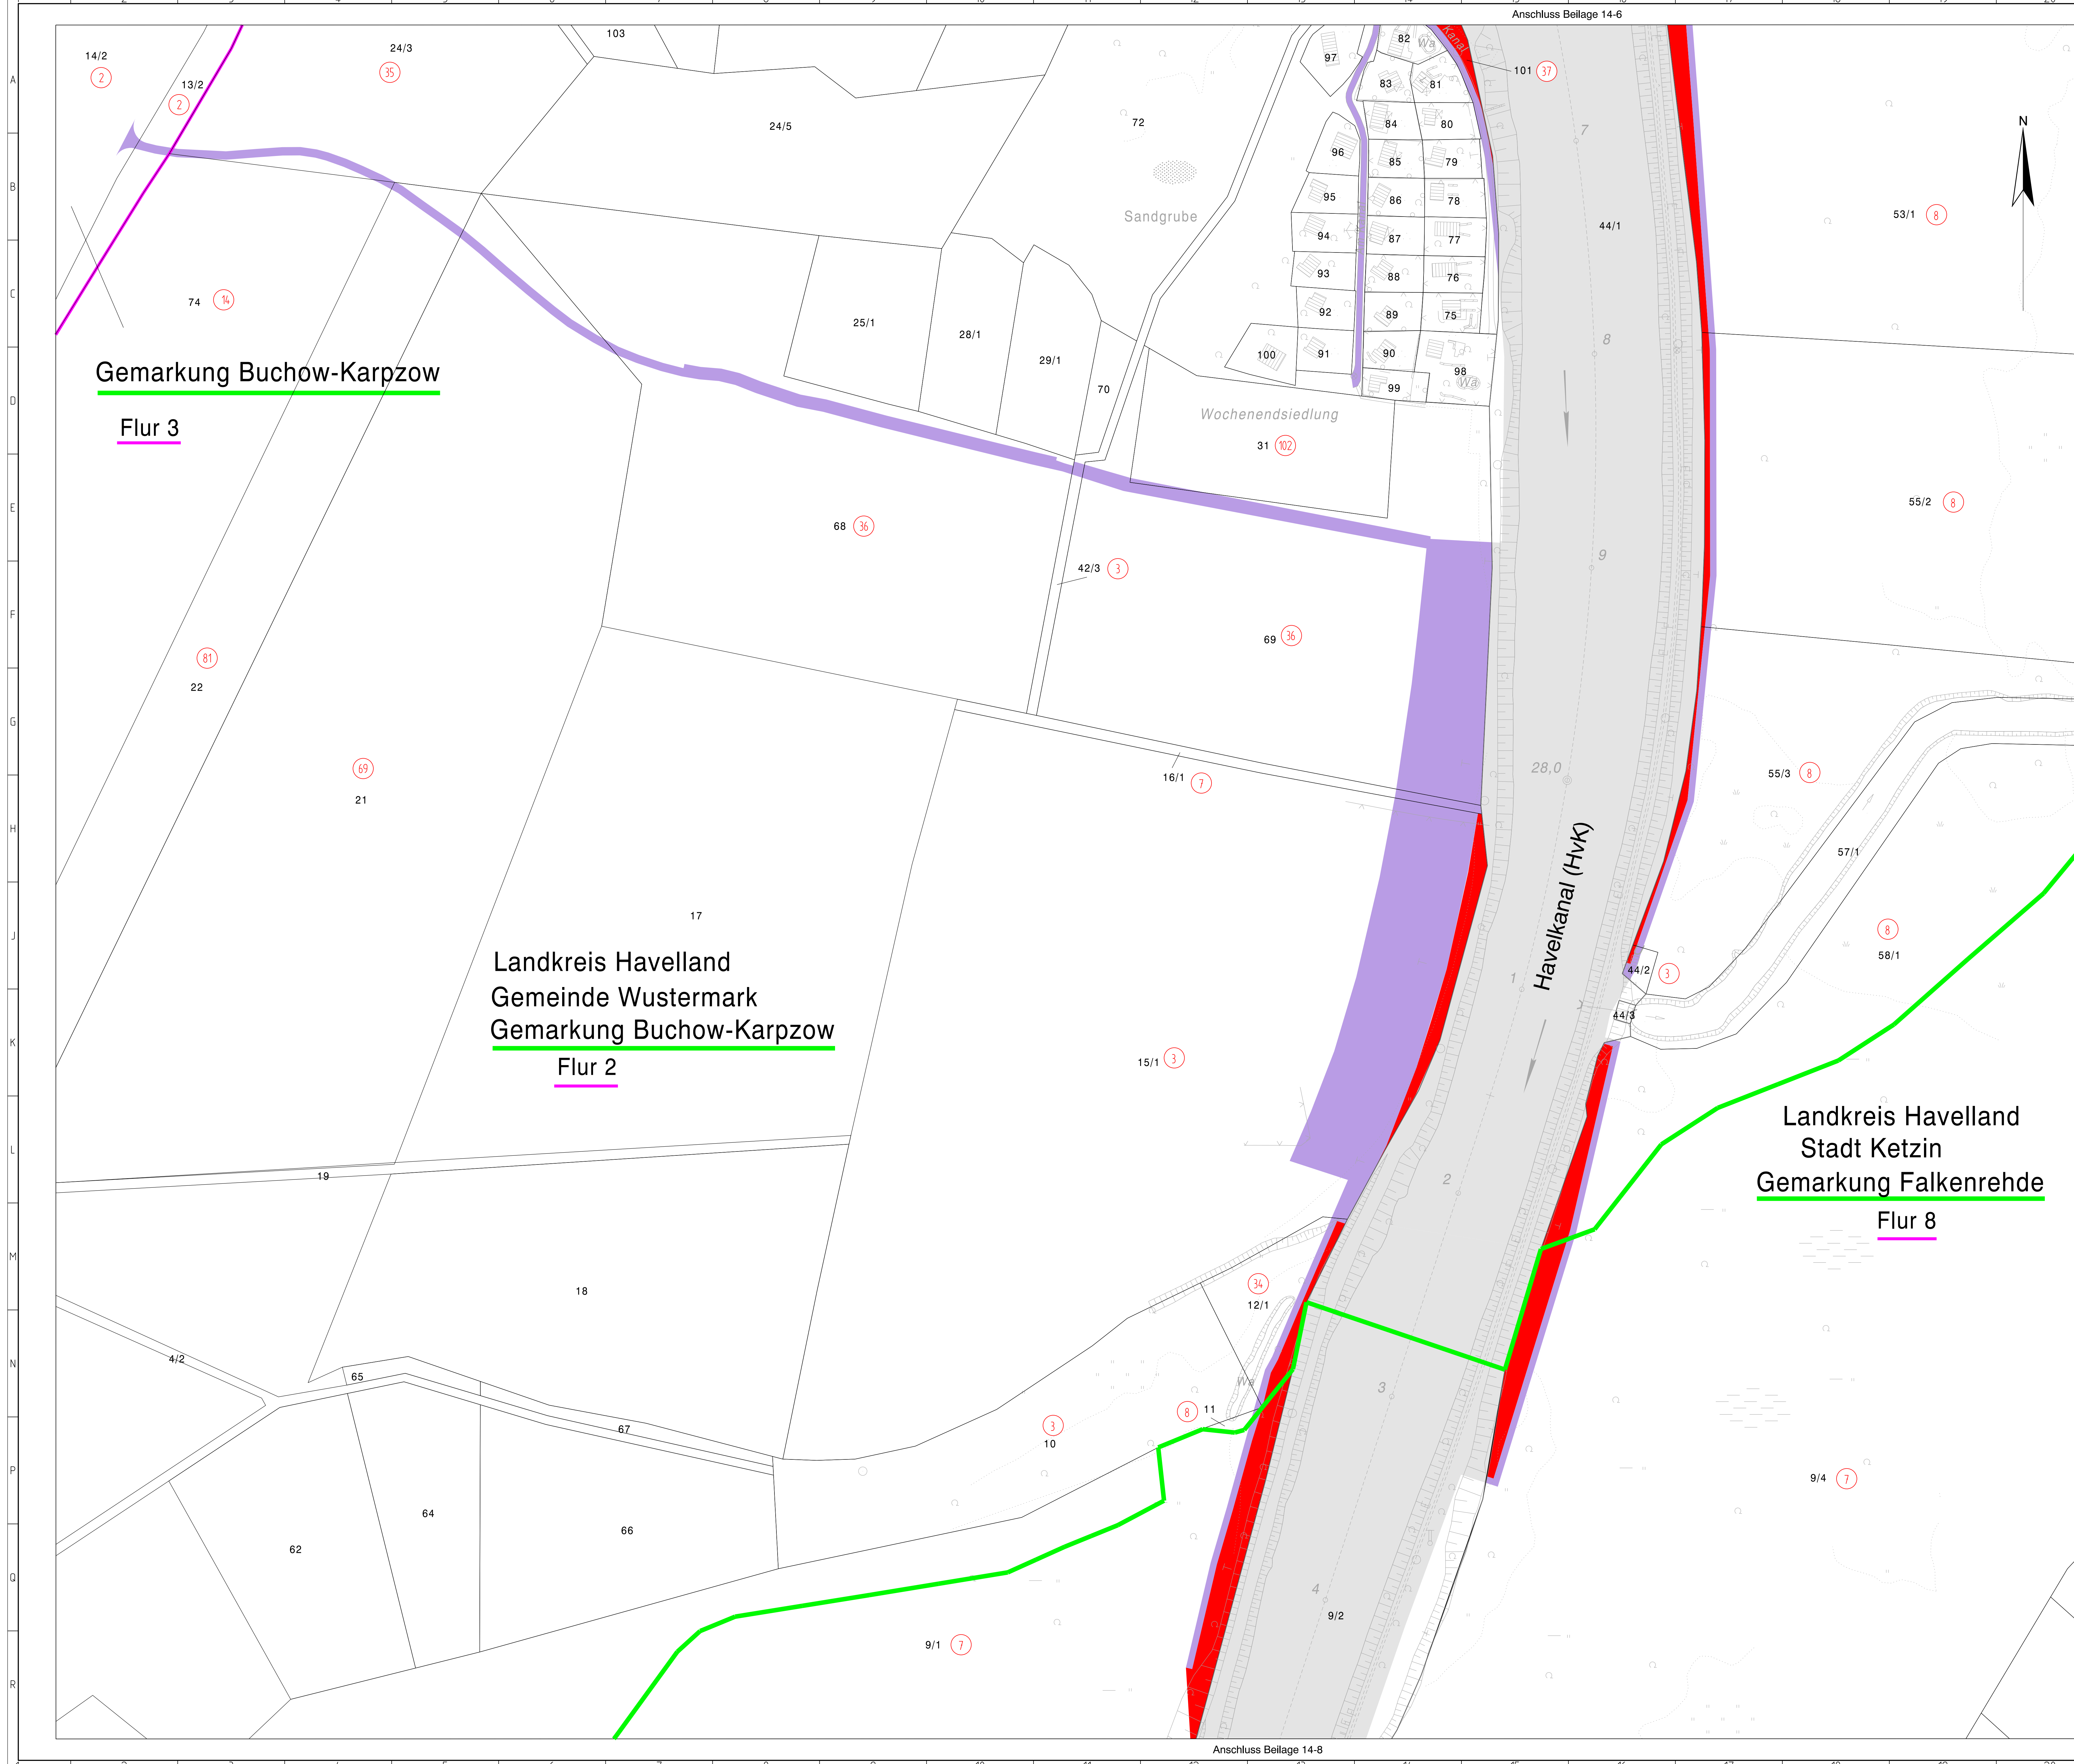 Anschluss Beilage 14-6
14/2
2
13/2
2
24/3
35
103
24/5
72
97
82
Wa
Kanal
101 37
83
81
84
80
96
85
79
95
86
78
94
87
77
93
88
76
92
89
75
100
91
90
98
99
Wa
7
44/1
8
9
28,0
1
2
3
4
N
53/1 8
Sandgrube
74 14
25/1
28/1
29/1
70
Gemarkung Buchow-Karpzow
Flur 3
Wochenendsiedlung
31 102
55/2 8
68 36
42/3 3
69 36
81
22
69
21
16/1 7
55/3 8
57/1
Havelkanal (HvK)
17
8
58/1
44/2 3
44/3
Landkreis Havelland
Gemeinde Wustermark
Gemarkung Buchow-Karpzow
Flur 2
15/1 3
Landkreis Havelland
Stadt Ketzin
Gemarkung Falkenrehde
Flur 8
19
18
34
12/1
4/2
65
67
Wa
8 11
3
10
9/4 7
64
66
62
9/2
9/1 7
A
B
C
D
E
F
G
H
J
K
L
M
N
P
Q
R
Anschluss Beilage 14-8